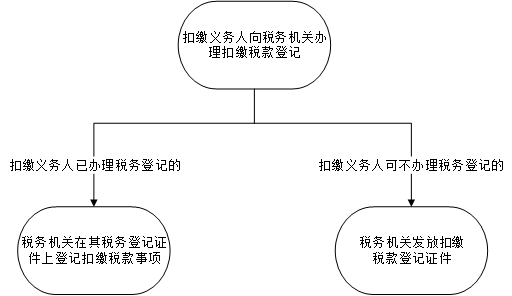 扣缴义务人向税务机关办
理扣缴税款登记
扣缴义务人已办理税务登记的
扣缴义务人可不办理税务登记的
税务机关在其税务登记证
件上登记扣缴税款事项
税务机关发放扣缴
税款登记证件